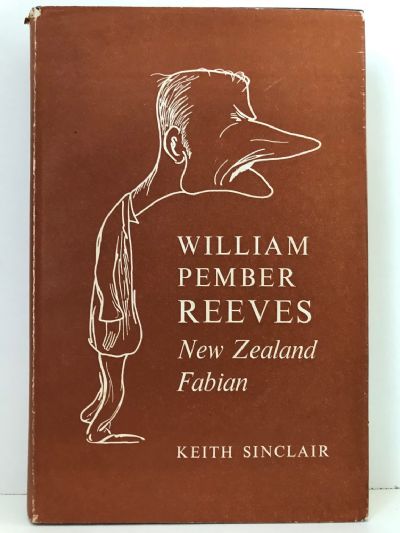 WILLIAM
PEMBER
REEVES
New Zealand
Fabian
KEITH SINCLAIR